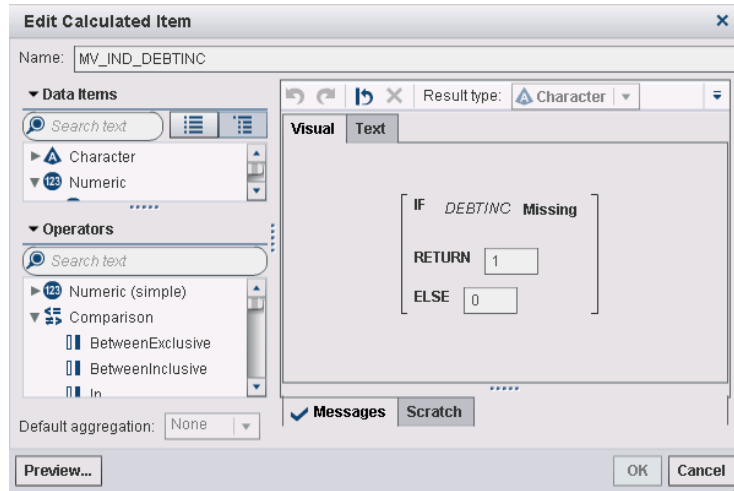 Edit Calculated Item
Name: MV_IND_DEBTINC
Data Items
Search text
Character
123 Numeric
Operators
Search text
123 Numeric (simple)
Comparison
BetweenExclusive
BetweenInclusive
In
Default aggregation: None
Result type: A Character
Visual Text
IF DEBTINC Missing
RETURN 1
ELSE 0
Messages Scratch
Preview... OK Cancel